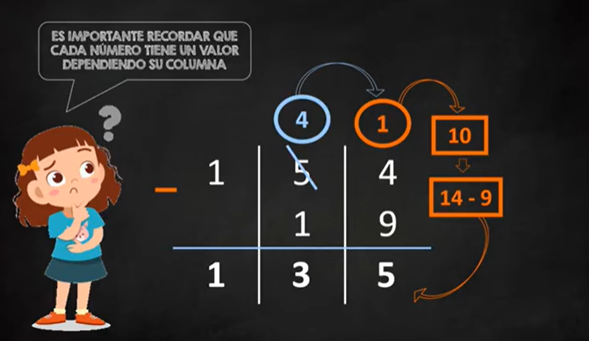 ES IMPORTANTE RECORDAR QUE
CADA NÚMERO TIENE UN VALOR
DEPENDIENDO SU COLUMNA
?
4 1 10
- 1 5 4
14 - 9
1 9
1 3 5